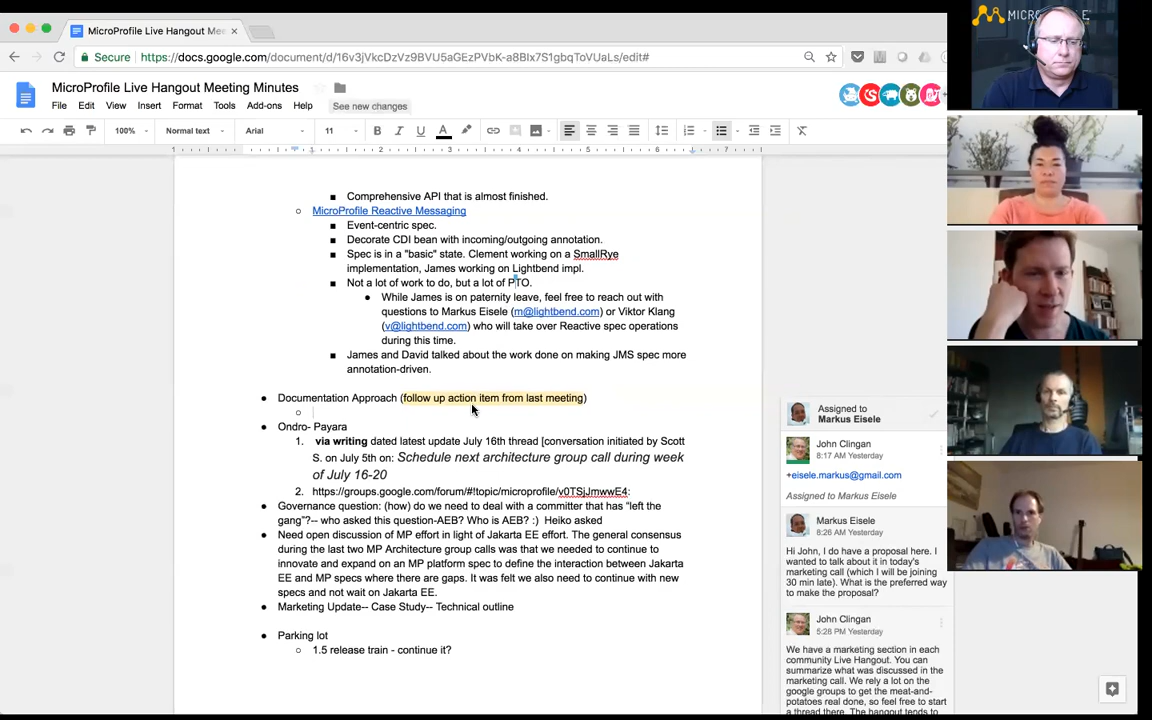 MicroProfile Live Hangout Mee
Secure
https://docs.google.com/document/d/16v3jVkcDzVz9BVU5aGEzPVbK-a8BIx7S1gbqToVUaLs/edit#
MicroProfile Live Hangout Meeting Minutes
File Edit View Insert Format Tools Add-ons Help See new changes
100% Normal text Arial 11
1 1 2 3 4 5 6 7
■ Comprehensive API that is almost finished.
○ MicroProfile Reactive Messaging
■ Event-centric spec.
■ Decorate CDI bean with incoming/outgoing annotation.
■ Spec is in a "basic" state. Clement working on a SmallRye
implementation, James working on Lightbend impl.
■ Not a lot of work to do, but a lot of PTO.
● While James is on paternity leave, feel free to reach out with
questions to Markus Eisele (m@lightbend.com) or Viktor Klang
(v@lightbend.com) who will take over Reactive spec operations
during this time.
■ James and David talked about the work done on making JMS spec more
annotation-driven.
● Documentation Approach (follow up action item from last meeting)
○
● Ondro- Payara
1. via writing dated latest update July 16th thread [conversation initiated by Scott
S. on July 5th on: Schedule next architecture group call during week
of July 16-20
2. https://groups.google.com/forum/#!topic/microprofile/v0TSjJmwwE4:
● Governance question: (how) do we need to deal with a committer that has "left the
gang"?-- who asked this question-AEB? Who is AEB? :) Heiko asked
● Need open discussion of MP effort in light of Jakarta EE effort. The general consensus
during the last two MP Architecture group calls was that we needed to continue to
innovate and expand on an MP platform spec to define the interaction between Jakarta
EE and MP specs where there are gaps. It was felt we also need to continue with new
specs and not wait on Jakarta EE.
● Marketing Update-- Case Study-- Technical outline
● Parking lot
○ 1.5 release train - continue it?
Assigned to
Markus Eisele
John Clingan
8:17 AM Yesterday
+eisele.markus@gmail.com
Assigned to Markus Eisele
Markus Eisele
8:26 AM Yesterday
Hi John, I do have a proposal here. I
wanted to talk about it in today's
marketing call (which I will be joining
30 min late). What is the preferred way
to make the proposal?
John Clingan
5:28 PM Yesterday
We have a marketing section in each
community Live Hangout. You can
summarize what was discussed in the
marketing call. We rely a lot on the
google groups to get the meat-and-
potatoes real done, so feel free to start
a thread there. The hangout tends to